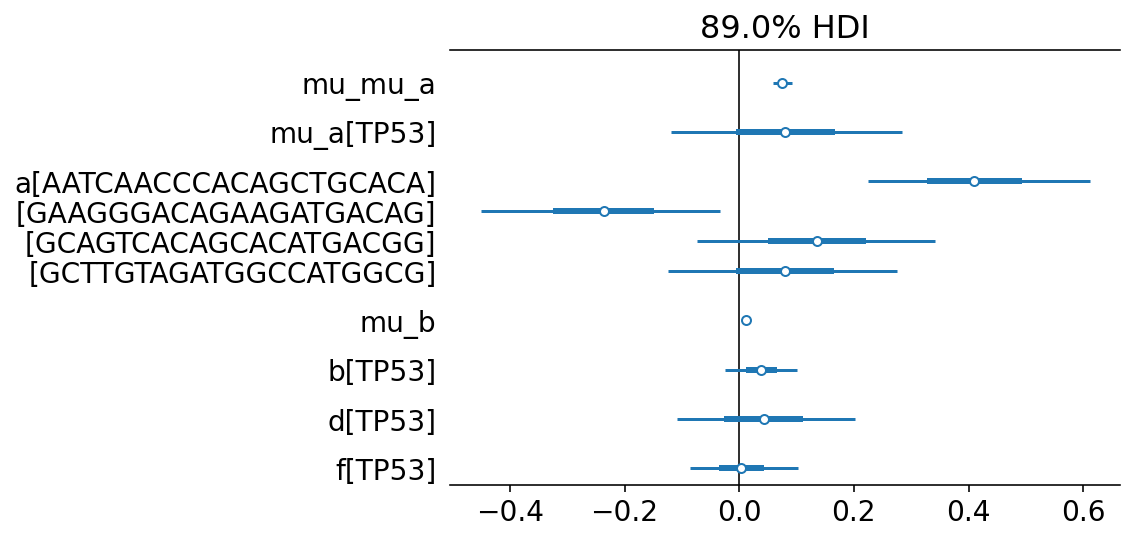 89.0% HDI
mu_mu_a
mu_a[TP53]
a[AATCAACCCACAGCTGCACA]
[GAAGGGACAGAAGATGACAG]
[GCAGTCACAGCACATGACGG]
[GCTTGTAGATGGCCATGGCG]
mu_b
b[TP53]
d[TP53]
f[TP53]
−0.4 −0.2 0.0 0.2 0.4 0.6